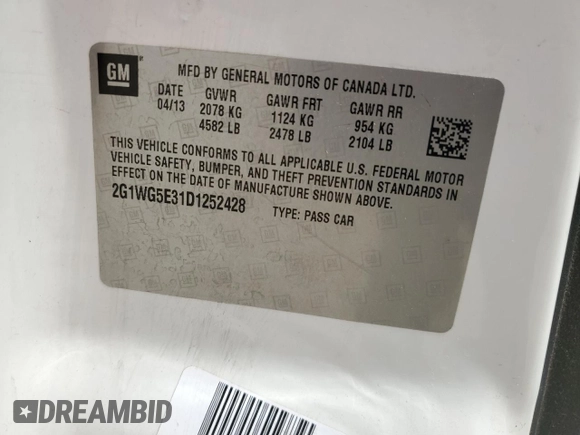 GM
MFD BY GENERAL MOTORS OF CANADA LTD.
DATE GVWR GAWR FRT GAWR RR
04/13 2078 KG 1124 KG 954 KG
4582 LB 2478 LB 2104 LB
THIS VEHICLE CONFORMS TO ALL APPLICABLE U.S. FEDERAL MOTOR
VEHICLE SAFETY, BUMPER, AND THEFT PREVENTION STANDARDS IN
EFFECT ON THE DATE OF MANUFACTURE SHOWN ABOVE.
2G1WG5E31D1252428 TYPE: PASS CAR
DREAMBID